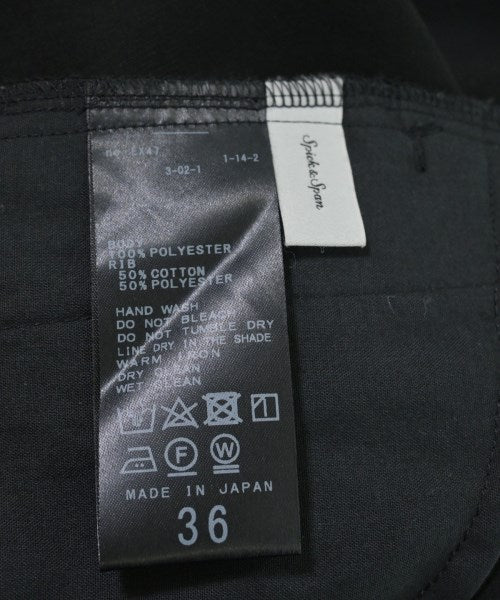 3-02-1 1-14-2
Spick & Span
BODY
100% POLYESTER
RIB
50% COTTON
50% POLYESTER
HAND WASH
DO NOT BLEACH
DO NOT TUMBLE DRY
LINE DRY IN THE SHADE
WARM IRON
DRY CLEAN
WET CLEAN
F W
MADE IN JAPAN
36